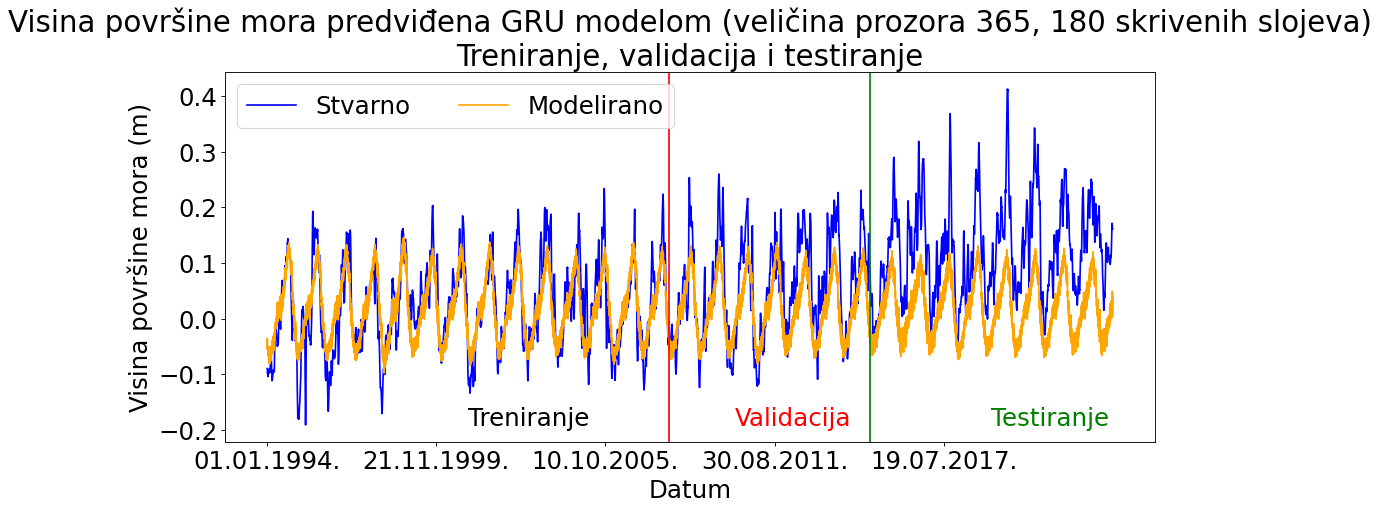 Visina površine mora predviđena GRU modelom (veličina prozora 365, 180 skrivenih slojeva)
Treniranje, validacija i testiranje
Stvarno
Modelirano
Visina površine mora (m)
0.4
0.3
0.2
0.1
0.0
−0.1
−0.2
Treniranje
Validacija
Testiranje
01.01.1994.
21.11.1999.
10.10.2005.
30.08.2011.
19.07.2017.
Datum